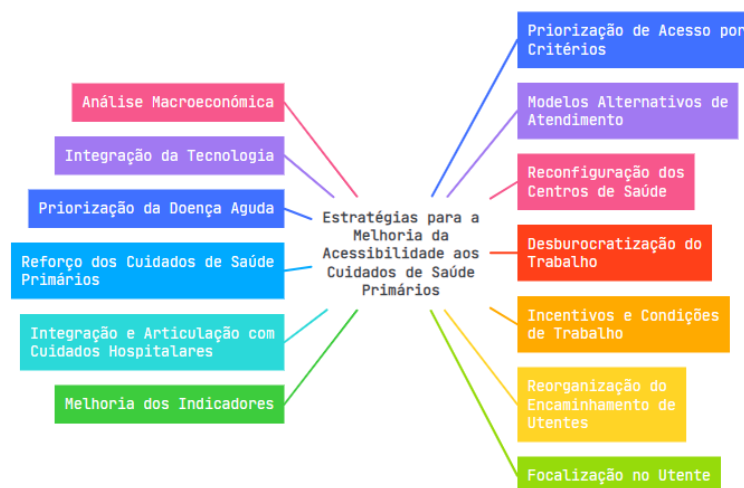 Análise Macroeconómica
Integração da Tecnologia
Priorização da Doença Aguda
Reforço dos Cuidados de Saúde
Primários
Integração e Articulação com
Cuidados Hospitalares
Melhoria dos Indicadores
Estratégias para a
Melhoria da
Acessibilidade aos
Cuidados de Saúde
Primários
Priorização de Acesso por
Critérios
Modelos Alternativos de
Atendimento
Reconfiguração dos
Centros de Saúde
Desburocratização do
Trabalho
Incentivos e Condições
de Trabalho
Reorganização do
Encaminhamento de
Utentes
Focalização no Utente